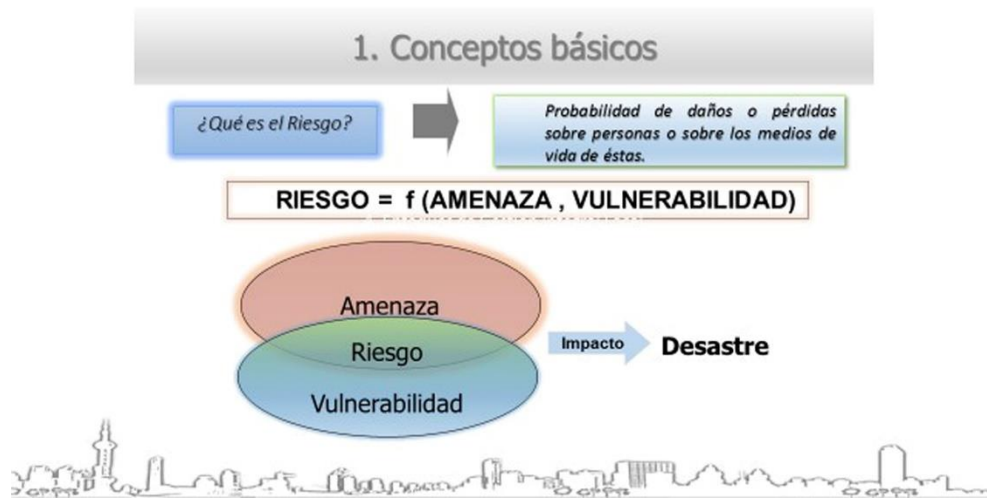 1. Conceptos básicos
¿Qué es el Riesgo?
Probabilidad de daños o pérdidas
sobre personas o sobre los medios de
vida de éstas.
RIESGO = f (AMENAZA , VULNERABILIDAD)
Amenaza
Riesgo
Vulnerabilidad
Impacto
Desastre